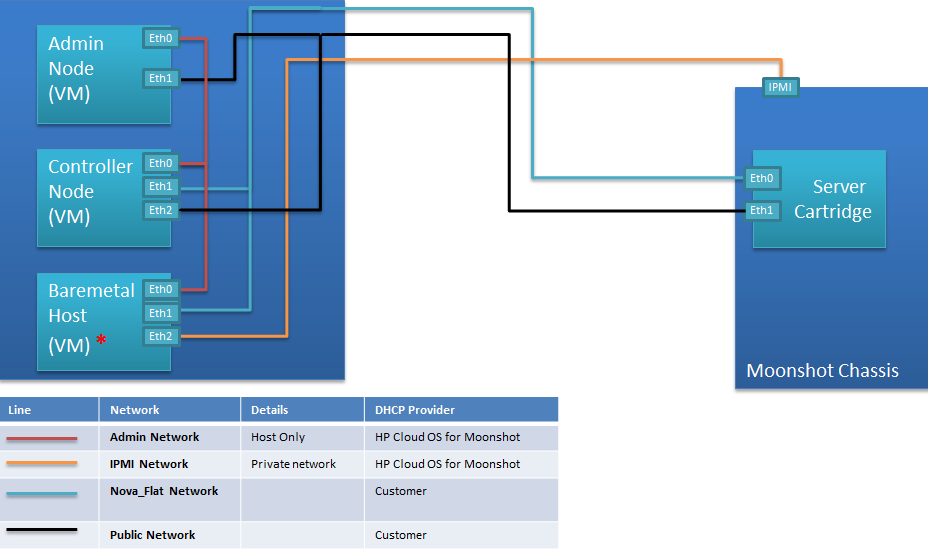 Admin
Node
(VM)
Eth0
Eth1
Controller
Node
(VM)
Eth0
Eth1
Eth2
Baremetal
Host
(VM) *
Eth0
Eth1
Eth2
IPMI
Eth0
Eth1
Server
Cartridge
Moonshot Chassis
Line Network Details DHCP Provider
Admin Network Host Only HP Cloud OS for Moonshot
IPMI Network Private network HP Cloud OS for Moonshot
Nova_Flat Network Customer
Public Network Customer